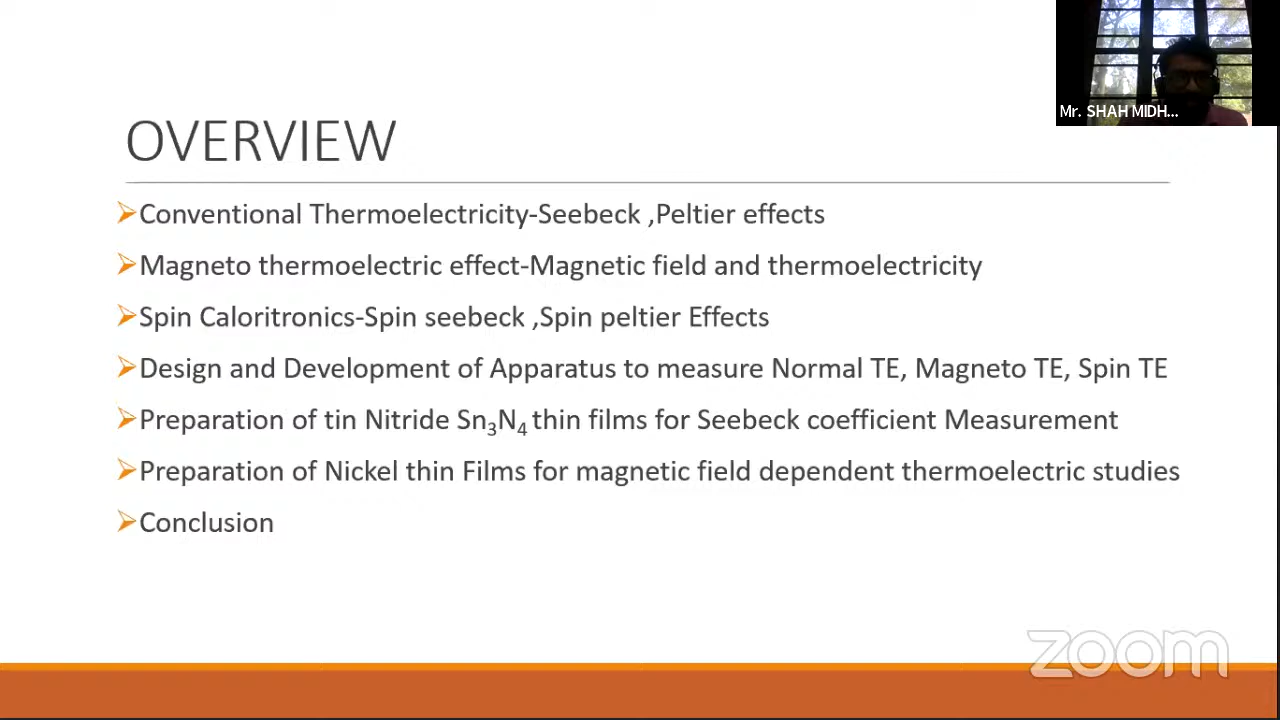 Mr. SHAH MIDH...
OVERVIEW
Conventional Thermoelectricity-Seebeck ,Peltier effects
Magneto thermoelectric effect-Magnetic field and thermoelectricity
Spin Caloritronics-Spin seebeck ,Spin peltier Effects
Design and Development of Apparatus to measure Normal TE, Magneto TE, Spin TE
Preparation of tin Nitride Sn₃N₄ thin films for Seebeck coefficient Measurement
Preparation of Nickel thin Films for magnetic field dependent thermoelectric studies
Conclusion
zoom